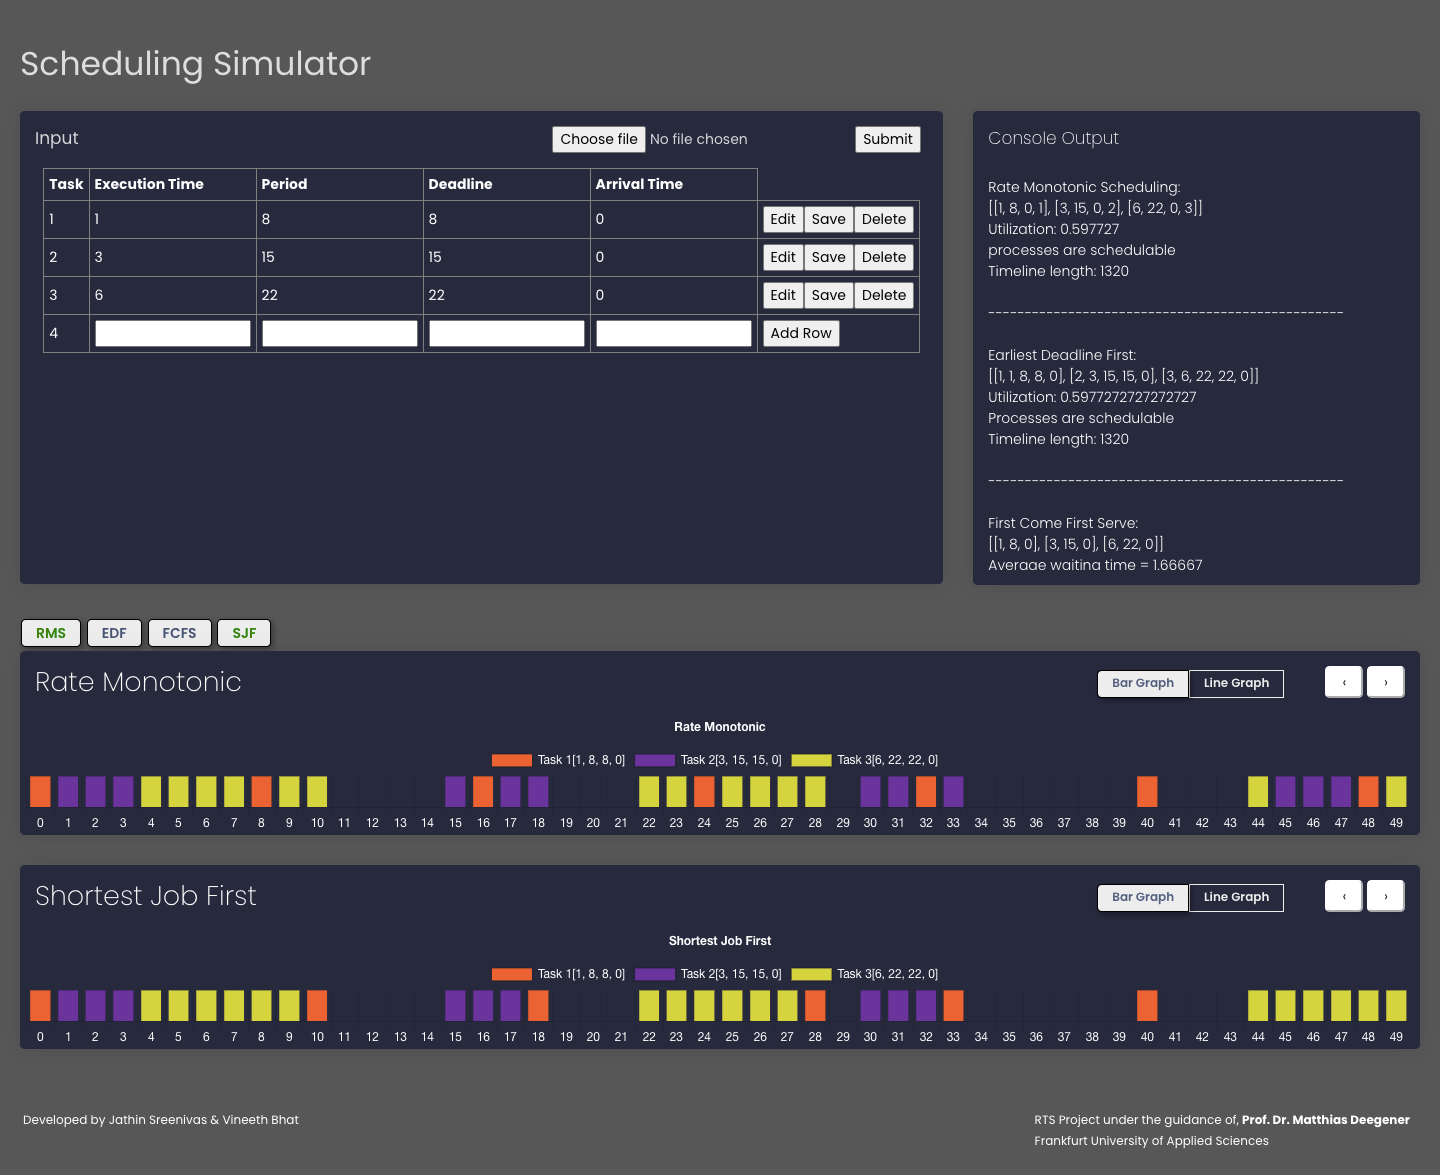 Scheduling Simulator
Input
Choose file No file chosen
Submit
Task Execution Time Period Deadline Arrival Time
1 1 8 8 0 Edit Save Delete
2 3 15 15 0 Edit Save Delete
3 6 22 22 0 Edit Save Delete
4 Add Row
Console Output
Rate Monotonic Scheduling:
[[1, 8, 0, 1], [3, 15, 0, 2], [6, 22, 0, 3]]
Utilization: 0.597727
processes are schedulable
Timeline length: 1320
-------------------------------------------------
Earliest Deadline First:
[[1, 1, 8, 8, 0], [2, 3, 15, 15, 0], [3, 6, 22, 22, 0]]
Utilization: 0.5977272727272727
Processes are schedulable
Timeline length: 1320
-------------------------------------------------
First Come First Serve:
[[1, 8, 0], [3, 15, 0], [6, 22, 0]]
Average waiting time = 1.66667
RMS EDF FCFS SJF
Rate Monotonic
Bar Graph Line Graph ‹ ›
Rate Monotonic
Task 1[1, 8, 8, 0] Task 2[3, 15, 15, 0] Task 3[6, 22, 22, 0]
0 1 2 3 4 5 6 7 8 9 10 11 12 13 14 15 16 17 18 19 20 21 22 23 24 25 26 27 28 29 30 31 32 33 34 35 36 37 38 39 40 41 42 43 44 45 46 47 48 49
Shortest Job First
Bar Graph Line Graph ‹ ›
Shortest Job First
Task 1[1, 8, 8, 0] Task 2[3, 15, 15, 0] Task 3[6, 22, 22, 0]
0 1 2 3 4 5 6 7 8 9 10 11 12 13 14 15 16 17 18 19 20 21 22 23 24 25 26 27 28 29 30 31 32 33 34 35 36 37 38 39 40 41 42 43 44 45 46 47 48 49
Developed by Jathin Sreenivas & Vineeth Bhat
RTS Project under the guidance of, Prof. Dr. Matthias Deegener
Frankfurt University of Applied Sciences